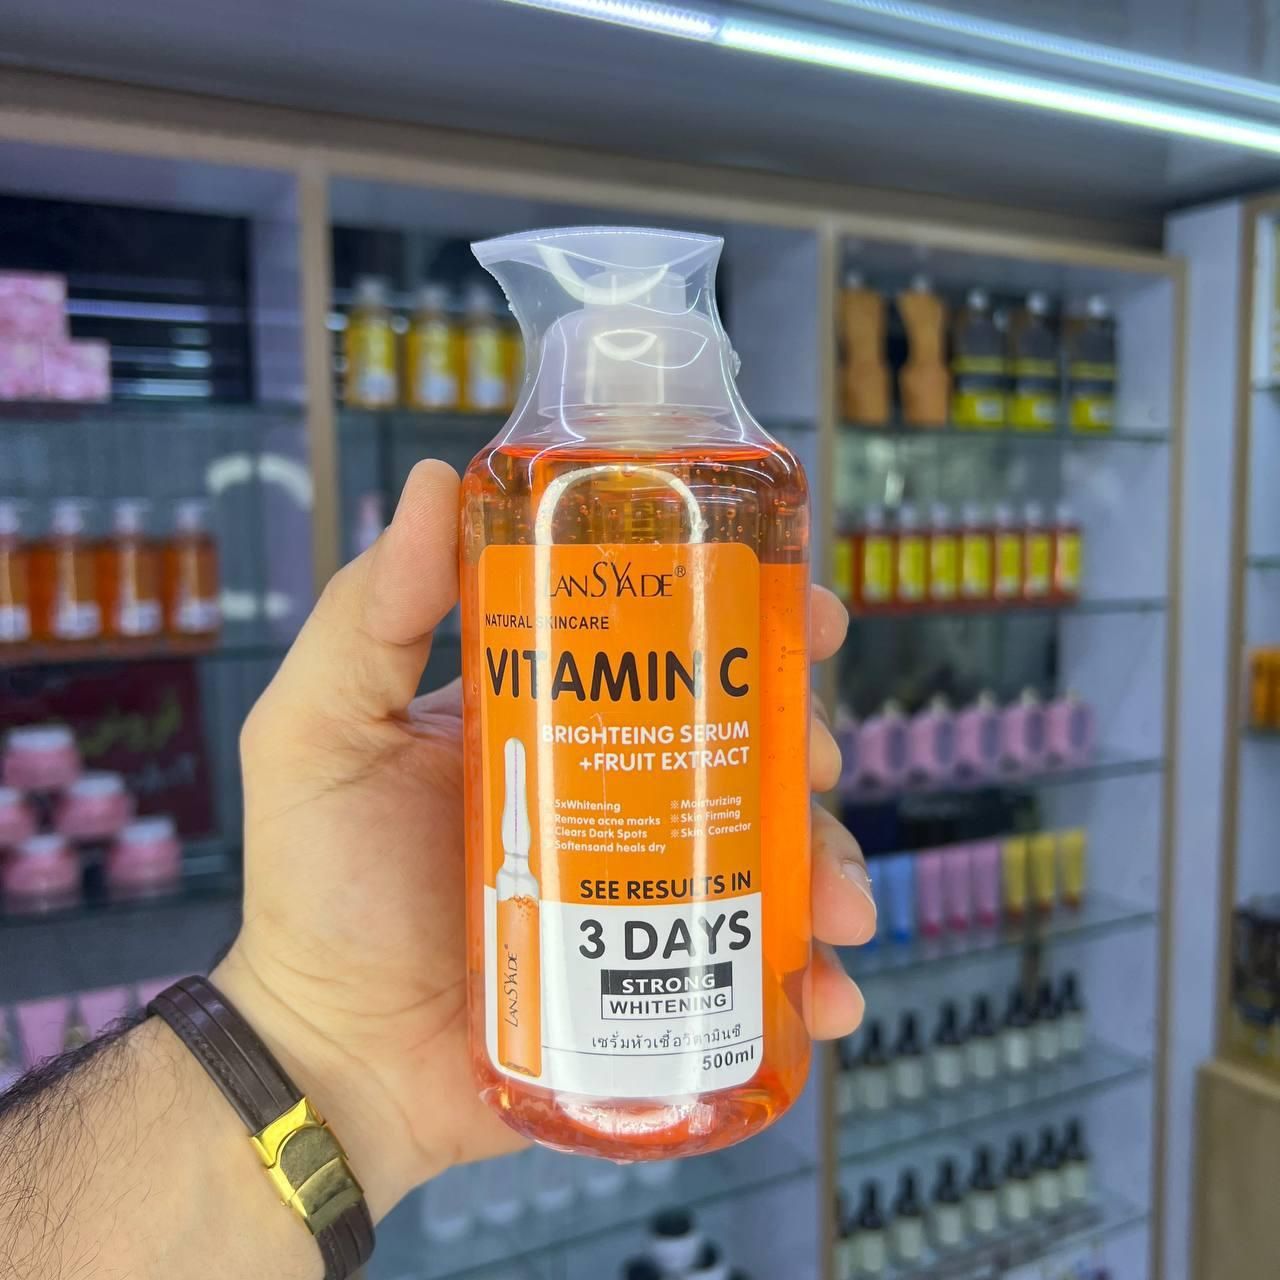 LANSYADE®
NATURAL SKINCARE
VITAMIN C
BRIGHTEING SERUM
+FRUIT EXTRACT
※5xWhitening
※Remove acne marks
※Clears Dark Spots
※Softensand heals dry
※Moisturizing
※Skin Firming
※Skin Corrector
SEE RESULTS IN
3 DAYS
STRONG
WHITENING
เซรั่มหัวเชื้อวิตามินซี
500ml
LANSYADE®